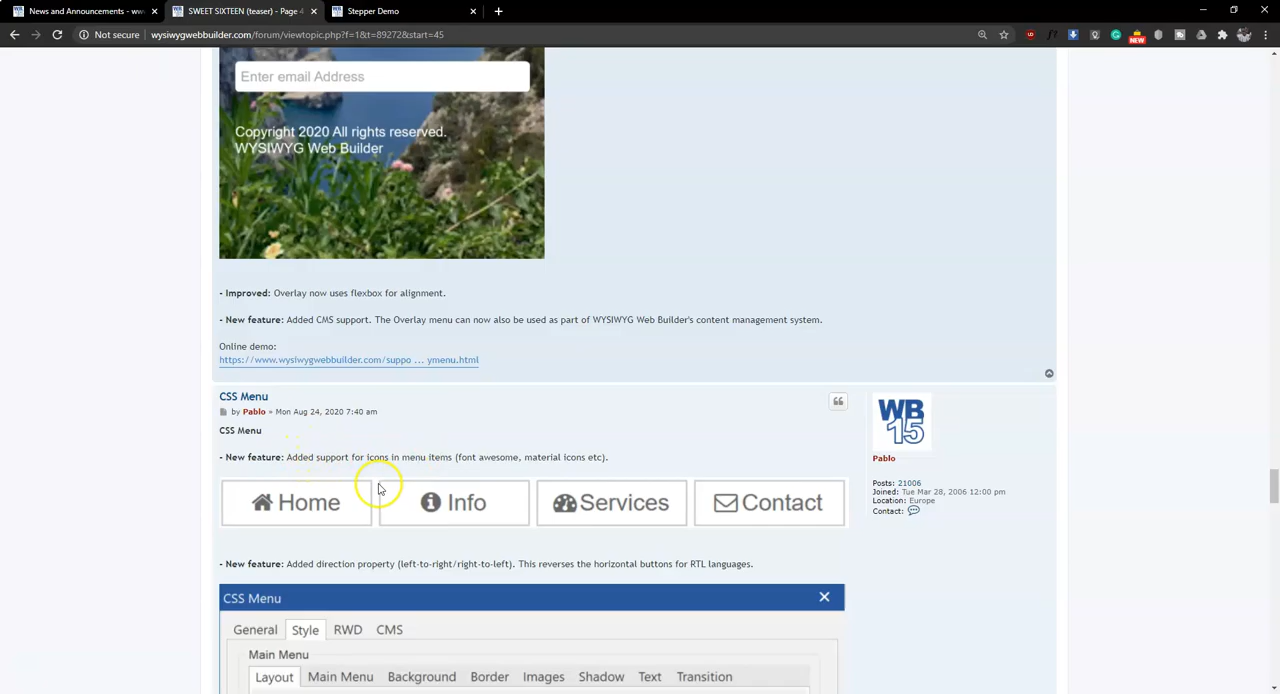 News and Announcements - www
SWEET SIXTEEN (teaser) - Page 4
Stepper Demo
Not secure
wysiwygwebbuilder.com/forum/viewtopic.php?f=1&t=89272&start=45
NEW
Enter email Address
Copyright 2020 All rights reserved.
WYSIWYG Web Builder
- Improved: Overlay now uses flexbox for alignment.
- New feature: Added CMS support. The Overlay menu can now also be used as part of WYSIWYG Web Builder's content management system.
Online demo:
https://www.wysiwygwebbuilder.com/suppo ... ymenu.html
CSS Menu
by Pablo » Mon Aug 24, 2020 7:40 am
CSS Menu
- New feature: Added support for icons in menu items (font awesome, material icons etc).
Home
Info
Services
Contact
WB
15
Pablo
Posts: 21006
Joined: Tue Mar 28, 2006 12:00 pm
Location: Europe
Contact:
- New feature: Added direction property (left-to-right/right-to-left). This reverses the horizontal buttons for RTL languages.
CSS Menu
General Style RWD CMS
Main Menu
Layout Main Menu Background Border Images Shadow Text Transition